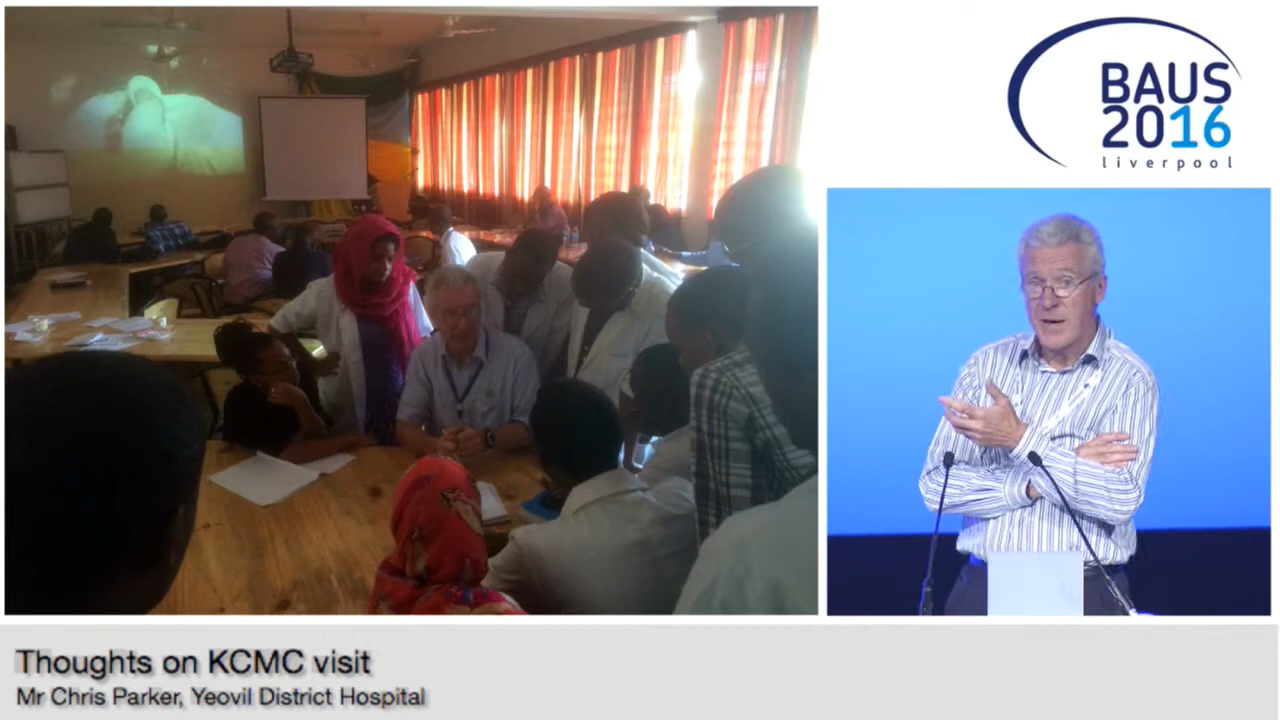 BAUS
2016
liverpool
Thoughts on KCMC visit
Mr Chris Parker, Yeovil District Hospital